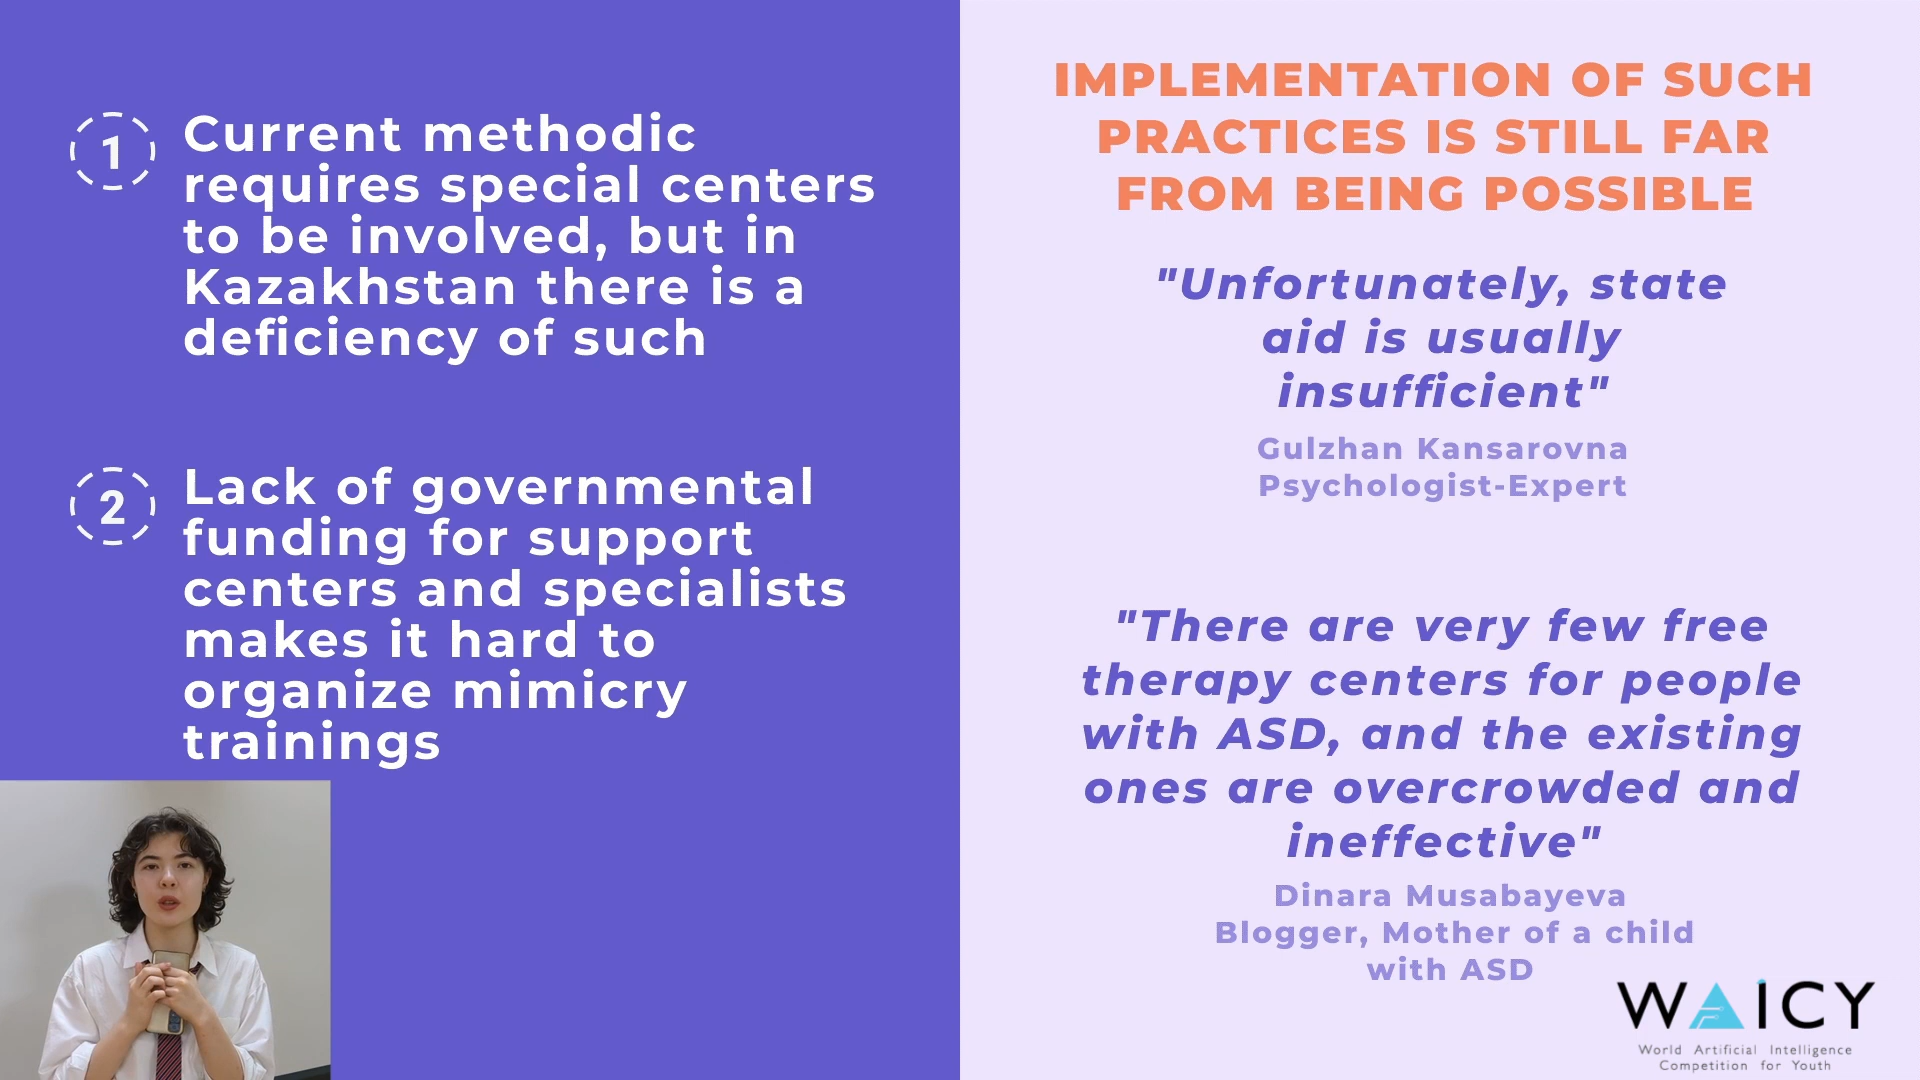 1
Current methodic
requires special centers
to be involved, but in
Kazakhstan there is a
deficiency of such
2
Lack of governmental
funding for support
centers and specialists
makes it hard to
organize mimicry
trainings
IMPLEMENTATION OF SUCH
PRACTICES IS STILL FAR
FROM BEING POSSIBLE
"Unfortunately, state
aid is usually
insufficient"
Gulzhan Kansarovna
Psychologist-Expert
"There are very few free
therapy centers for people
with ASD, and the existing
ones are overcrowded and
ineffective"
Dinara Musabayeva
Blogger, Mother of a child
with ASD
WAICY
World Artificial Intelligence
Competition for Youth